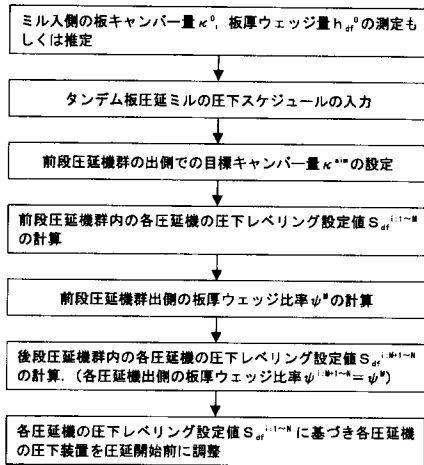 ミル入側の板キャンバー量κ⁰, 板厚ウェッジ量h_df⁰の測定も
しくは推定
タンデム板圧延ミルの圧下スケジュールの入力
前段圧延機群の出側での目標キャンバー量κ^aimの設定
前段圧延機群内の各圧延機の圧下レベリング設定値S_df^i:1~M
の計算
前段圧延機群出側の板厚ウェッジ比率ψ^Mの計算
後段圧延機群内の各圧延機の圧下レベリング設定値S_df^i:M+1~N
の計算. (各圧延機出側の板厚ウェッジ比率ψ^i:M+1~N=ψ^M)
各圧延機の圧下レベリング設定値S_df^i:1~Nに基づき各圧延機
の圧下装置を圧延開始前に調整